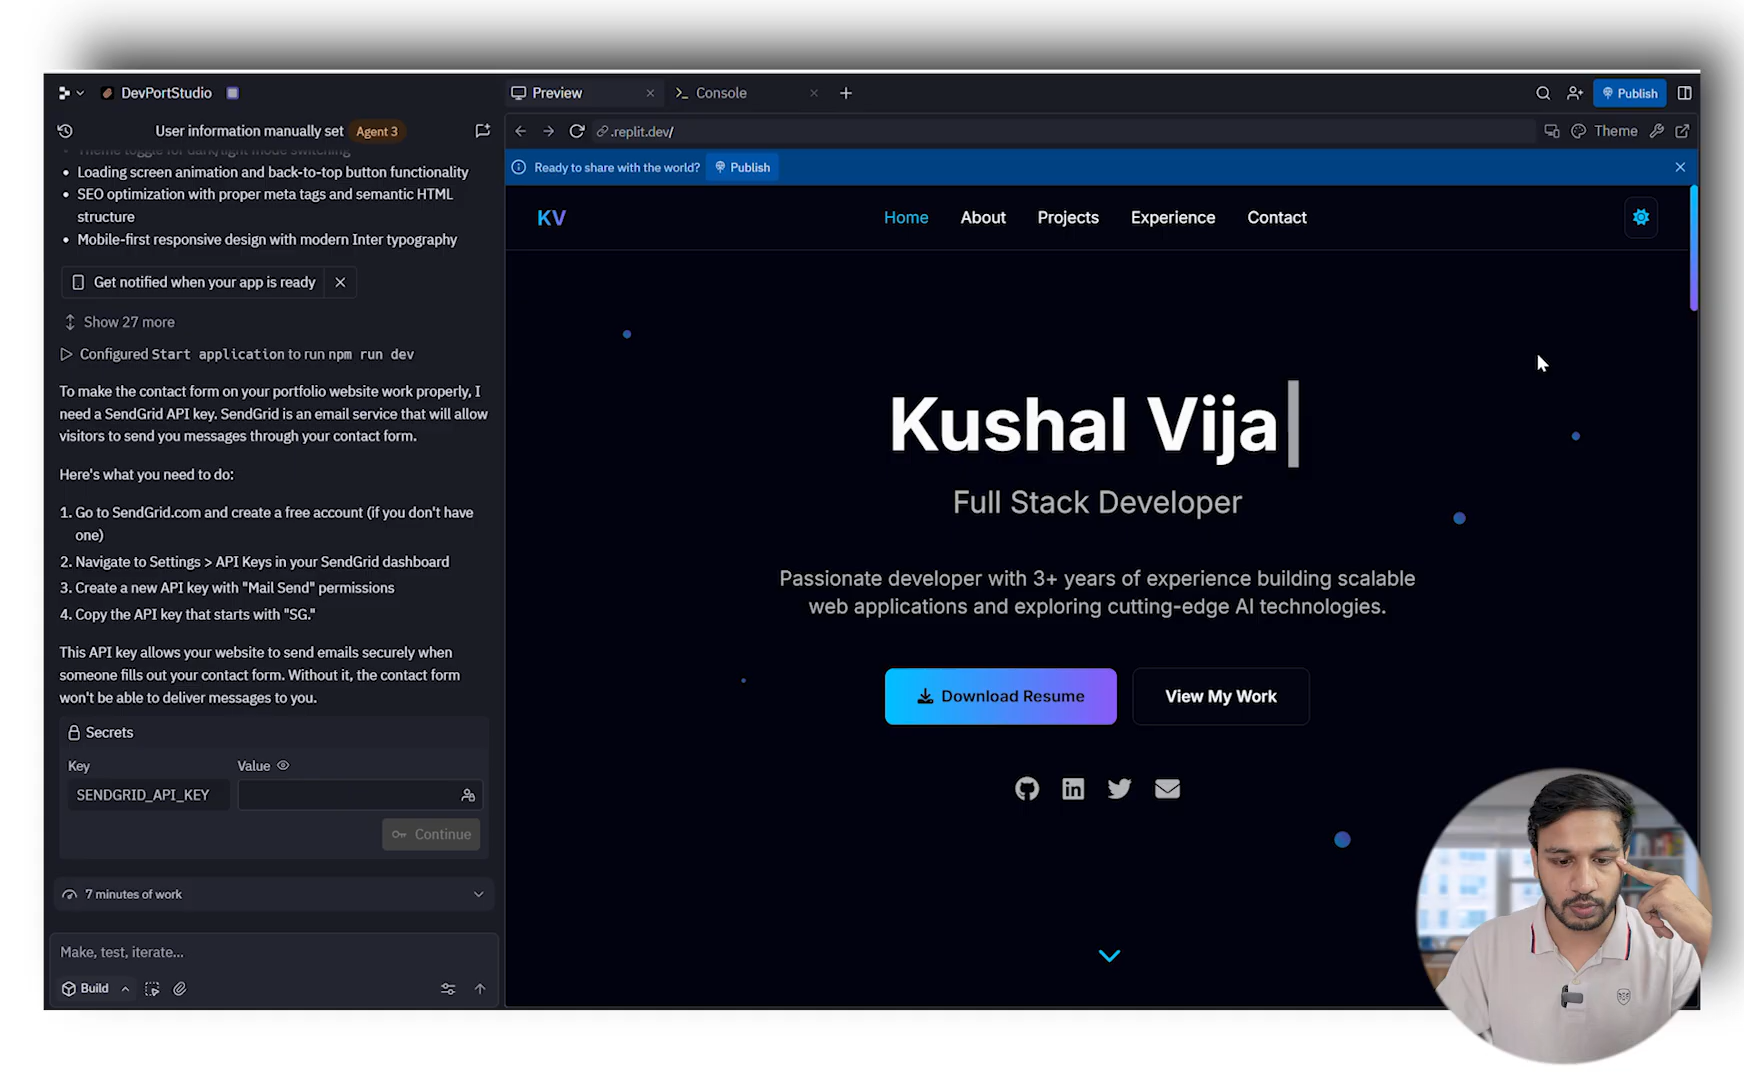 DevPortStudio
Preview
Console
Publish
User information manually set
Agent 3
.replit.dev/
Theme
Theme toggle for dark/light mode switching
Loading screen animation and back-to-top button functionality
SEO optimization with proper meta tags and semantic HTML
structure
Mobile-first responsive design with modern Inter typography
Get notified when your app is ready
Show 27 more
Configured Start application to run npm run dev
To make the contact form on your portfolio website work properly, I
need a SendGrid API key. SendGrid is an email service that will allow
visitors to send you messages through your contact form.
Here's what you need to do:
1. Go to SendGrid.com and create a free account (if you don't have
one)
2. Navigate to Settings > API Keys in your SendGrid dashboard
3. Create a new API key with "Mail Send" permissions
4. Copy the API key that starts with "SG."
This API key allows your website to send emails securely when
someone fills out your contact form. Without it, the contact form
won't be able to deliver messages to you.
Secrets
Key
Value
SENDGRID_API_KEY
Continue
7 minutes of work
Make, test, iterate...
Build
Ready to share with the world?
Publish
KV
Home
About
Projects
Experience
Contact
Kushal Vija
Full Stack Developer
Passionate developer with 3+ years of experience building scalable
web applications and exploring cutting-edge AI technologies.
Download Resume
View My Work